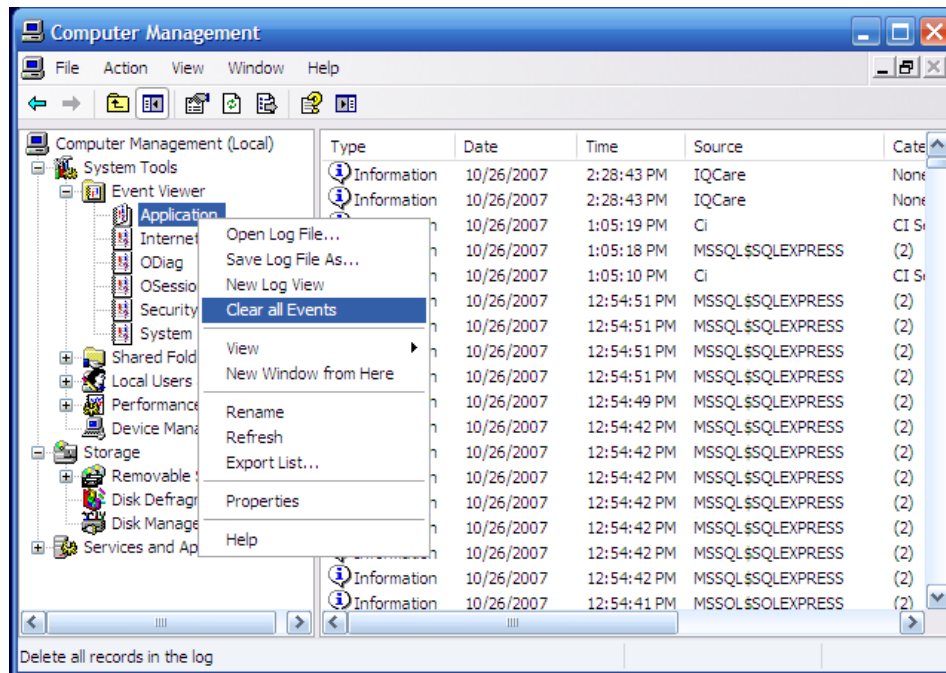 Computer Management
File Action View Window Help
Computer Management (Local)
System Tools
Event Viewer
Application
Internet
ODiag
OSessio
Security
System
Shared Fold
Local Users
Performance
Device Mana
Storage
Removable
Disk Defragr
Disk Manage
Services and Ap
Open Log File...
Save Log File As...
New Log View
Clear all Events
View
New Window from Here
Rename
Refresh
Export List...
Properties
Help
Type Date Time Source Cate
Information 10/26/2007 2:28:43 PM IQCare None
Information 10/26/2007 2:28:43 PM IQCare None
n 10/26/2007 1:05:19 PM Ci CI Se
n 10/26/2007 1:05:18 PM MSSQL$SQLEXPRESS (2)
n 10/26/2007 1:05:10 PM Ci CI Se
n 10/26/2007 12:54:51 PM MSSQL$SQLEXPRESS (2)
n 10/26/2007 12:54:51 PM MSSQL$SQLEXPRESS (2)
n 10/26/2007 12:54:51 PM MSSQL$SQLEXPRESS (2)
n 10/26/2007 12:54:51 PM MSSQL$SQLEXPRESS (2)
n 10/26/2007 12:54:49 PM MSSQL$SQLEXPRESS (2)
n 10/26/2007 12:54:42 PM MSSQL$SQLEXPRESS (2)
n 10/26/2007 12:54:42 PM MSSQL$SQLEXPRESS (2)
n 10/26/2007 12:54:42 PM MSSQL$SQLEXPRESS (2)
n 10/26/2007 12:54:42 PM MSSQL$SQLEXPRESS (2)
n 10/26/2007 12:54:42 PM MSSQL$SQLEXPRESS (2)
10/26/2007 12:54:42 PM MSSQL$SQLEXPRESS (2)
Information 10/26/2007 12:54:42 PM MSSQL$SQLEXPRESS (2)
Information 10/26/2007 12:54:41 PM MSSQL$SQLEXPRESS (2)
Delete all records in the log